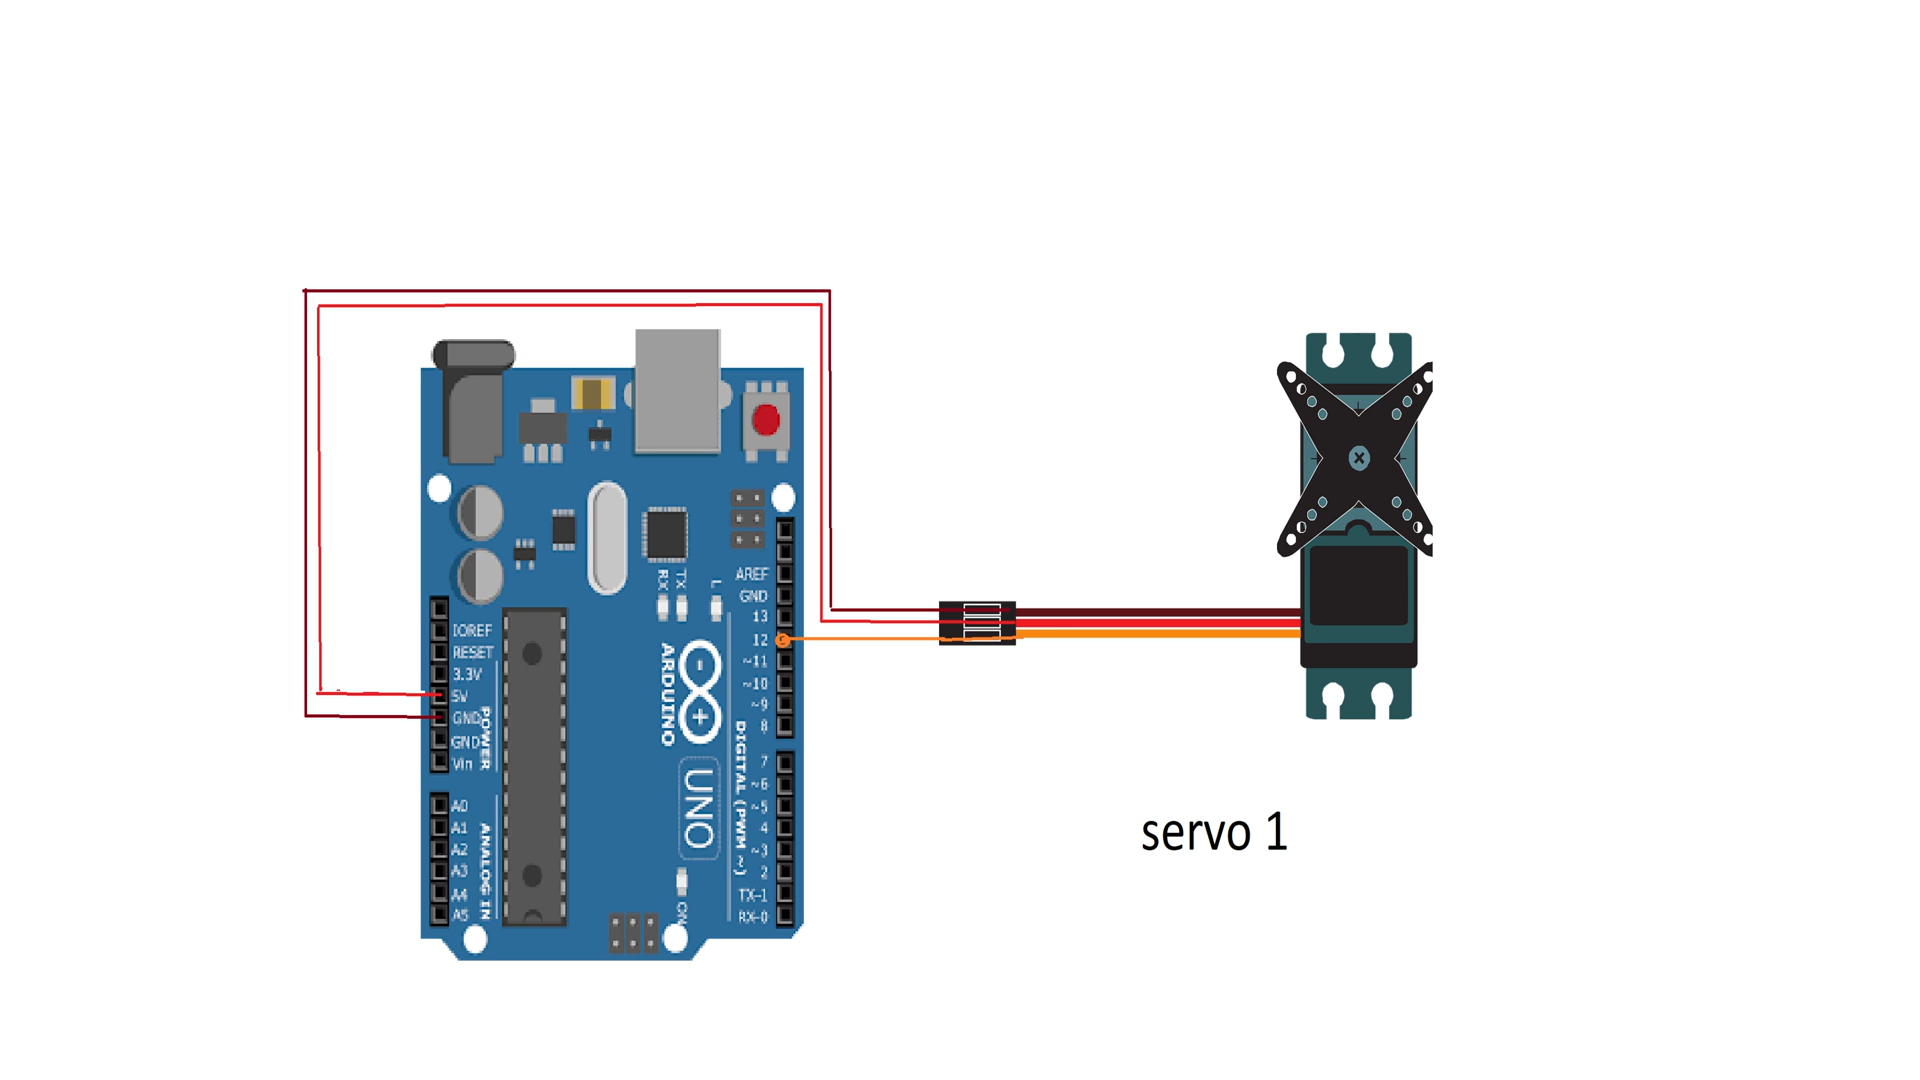 IOREF
RESET
3.3V
5V
GND
GND
Vin
POWER
A0
A1
A2
A3
A4
A5
ANALOG IN
RX
TX
L
ARDUINO
UNO
ON
AREF
GND
13
12
~11
~10
~9
8
7
~6
~5
4
~3
2
TX-1
RX-0
DIGITAL (PWM ~)
servo 1